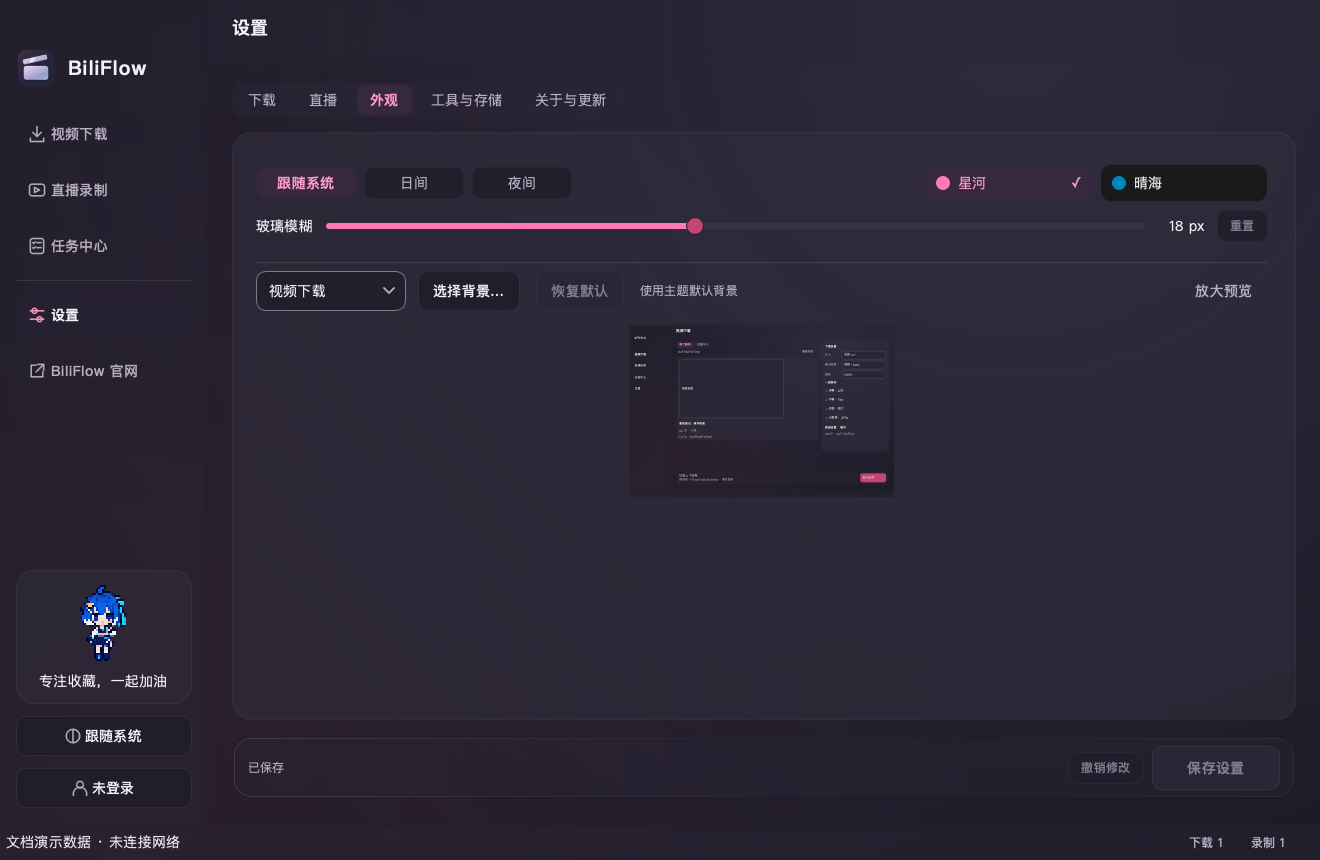 设置
BiliFlow
视频下载
直播录制
任务中心
设置
BiliFlow 官网
专注收藏，一起加油
跟随系统
未登录
下载 直播 外观 工具与存储 关于与更新
跟随系统 日间 夜间 星河 ✓ 晴海
玻璃模糊 18 px 重置
视频下载 选择背景... 恢复默认 使用主题默认背景 放大预览
视频下载
已保存 撤销修改 保存设置
文档演示数据 · 未连接网络 下载 1 录制 1